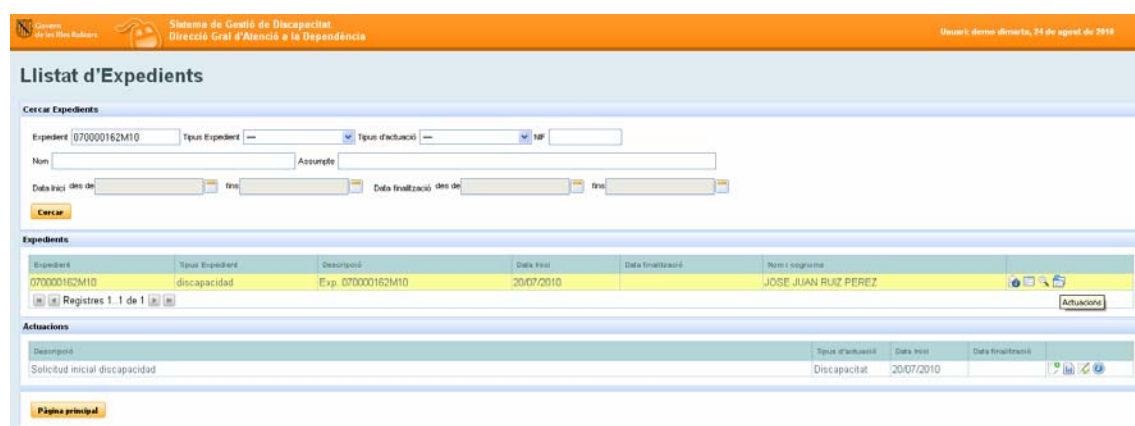 Govern de les Illes Balears
Sistema de Gestió de Discapacitat
Direcció Gral d'Atenció a la Dependència
Usuari: demo dimarts, 24 de agost de 2010
Llistat d'Expedients
Cercar Expedients
Expedient 070000162M10 Tipus Expedient --- Tipus d'actuació --- NIF
Nom Assumpte
Data Inici des de fins Data finalització des de fins
Cercar
Expedients
Expedient Tipus Expedient Descripció Data Inici Data finalització Nom i cognoms
070000162M10 discapacidad Exp. 070000162M10 20/07/2010 JOSE JUAN RUIZ PEREZ
Registres 1..1 de 1
Actuacions
Actuacions
Descripció Tipus d'actuació Data Inici Data finalització
Solicitud inicial discapacidad Discapacitat 20/07/2010
Pàgina principal